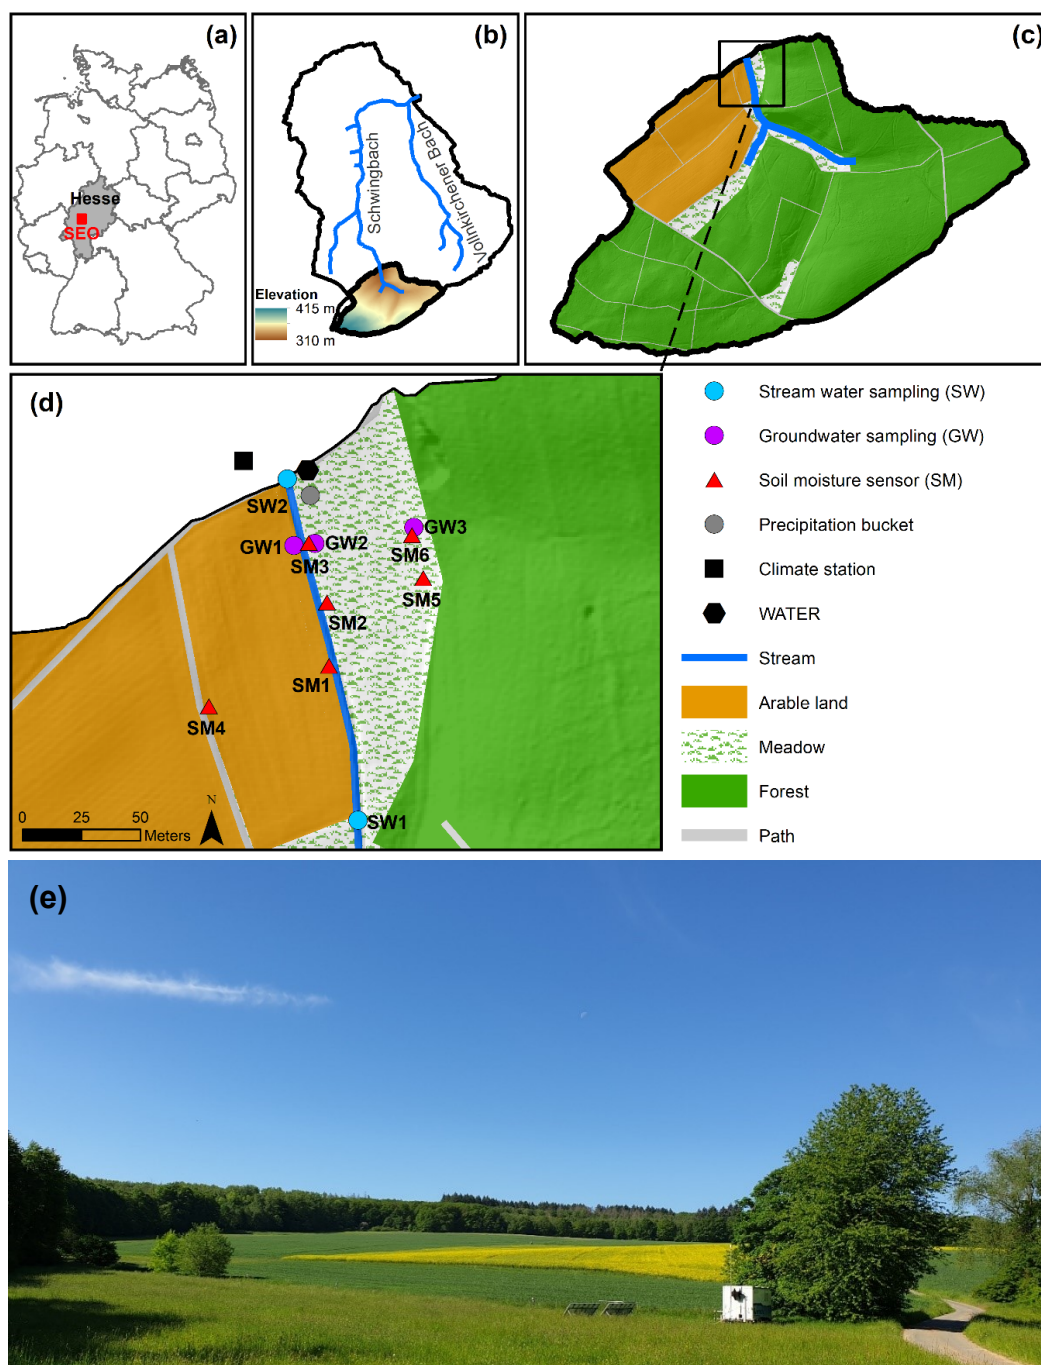 (a)
Hesse
SEO
(b)
Schwingbach
Vollnkirchener Bach
Elevation
415 m
310 m
(c)
(d)
SW2
GW1
GW2
SM3
GW3
SM6
SM5
SM2
SM1
SM4
SW1
N
0 25 50
Meters
Stream water sampling (SW)
Groundwater sampling (GW)
Soil moisture sensor (SM)
Precipitation bucket
Climate station
WATER
Stream
Arable land
Meadow
Forest
Path
(e)